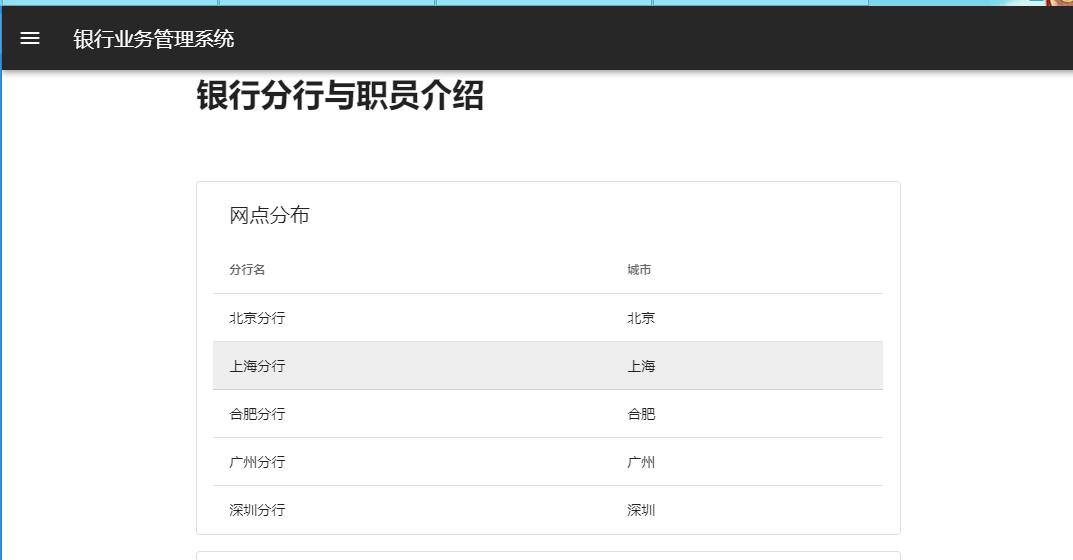 银行业务管理系统
银行分行与职员介绍
网点分布
分行名 城市
北京分行 北京
上海分行 上海
合肥分行 合肥
广州分行 广州
深圳分行 深圳